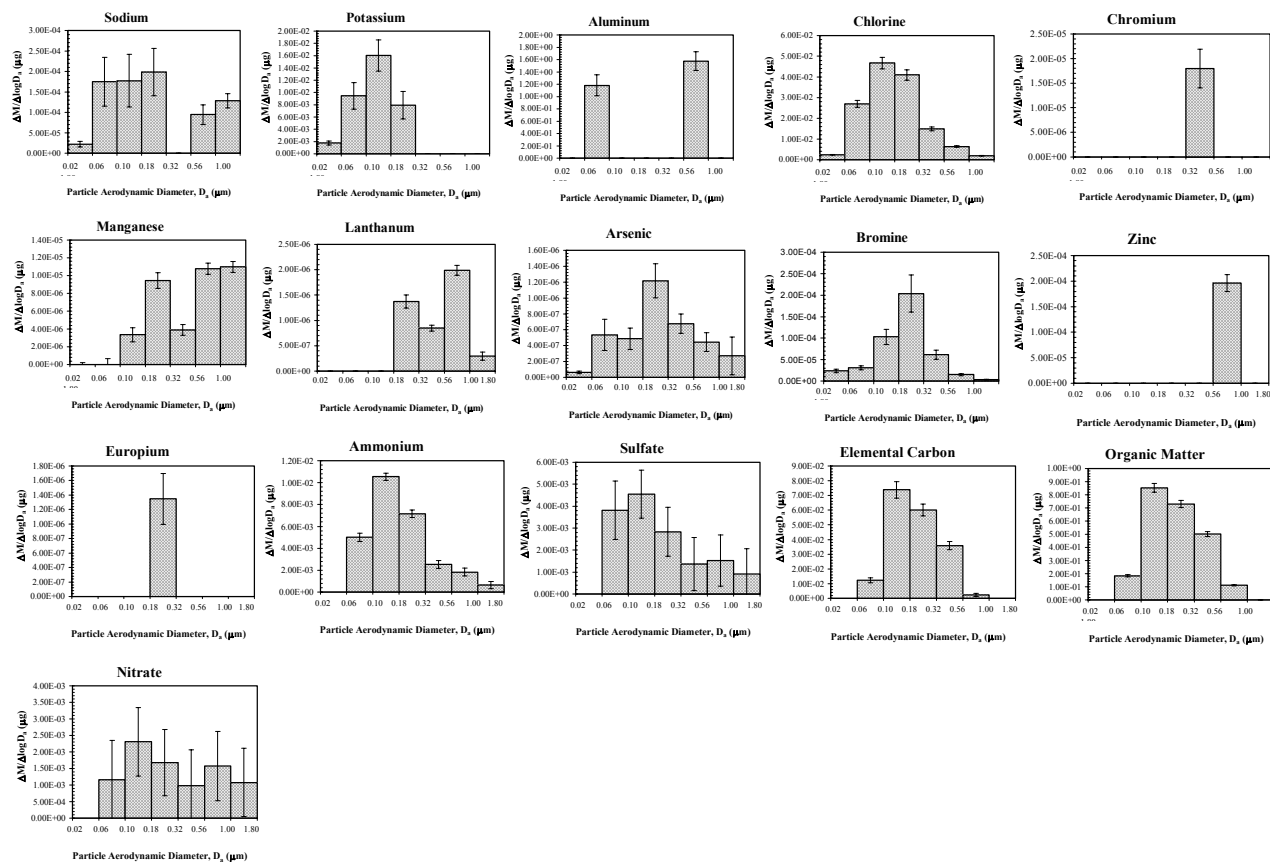 Sodium
ΔM/ΔlogDa (μg)
3.00E-04
2.50E-04
2.00E-04
1.50E-04
1.00E-04
5.00E-05
0.00E+00
0.02 0.06 0.10 0.18 0.32 0.56 1.00
Particle Aerodynamic Diameter, Da (μm)
Potassium
ΔM/ΔlogDa (μg)
2.00E-02
1.80E-02
1.60E-02
1.40E-02
1.20E-02
1.00E-02
8.00E-03
6.00E-03
4.00E-03
2.00E-03
0.00E+00
0.02 0.06 0.10 0.18 0.32 0.56 1.00
Particle Aerodynamic Diameter, Da (μm)
Aluminum
ΔM/ΔlogDa (μg)
2.00E+00
1.80E+00
1.60E+00
1.40E+00
1.20E+00
1.00E+00
8.00E-01
6.00E-01
4.00E-01
2.00E-01
0.00E+00
0.02 0.06 0.10 0.18 0.32 0.56 1.00
Particle Aerodynamic Diameter, Da (μm)
Chlorine
ΔM/ΔlogDa (μg)
6.00E-02
5.00E-02
4.00E-02
3.00E-02
2.00E-02
1.00E-02
0.00E+00
0.02 0.06 0.10 0.18 0.32 0.56 1.00
Particle Aerodynamic Diameter, Da (μm)
Chromium
ΔM/ΔlogDa (μg)
2.50E-05
2.00E-05
1.50E-05
1.00E-05
5.00E-06
0.00E+00
0.02 0.06 0.10 0.18 0.32 0.56 1.00
Particle Aerodynamic Diameter, Da (μm)
Manganese
ΔM/ΔlogDa (μg)
1.40E-05
1.20E-05
1.00E-05
8.00E-06
6.00E-06
4.00E-06
2.00E-06
0.00E+00
0.02 0.06 0.10 0.18 0.32 0.56 1.00
Particle Aerodynamic Diameter, Da (μm)
Lanthanum
ΔM/ΔlogDa (μg)
2.50E-06
2.00E-06
1.50E-06
1.00E-06
5.00E-07
0.00E+00
0.02 0.06 0.10 0.18 0.32 0.56 1.00 1.80
Particle Aerodynamic Diameter, Da (μm)
Arsenic
ΔM/ΔlogDa (μg)
1.60E-06
1.40E-06
1.20E-06
1.00E-06
8.00E-07
6.00E-07
4.00E-07
2.00E-07
0.00E+00
0.02 0.06 0.10 0.18 0.32 0.56 1.00 1.80
Particle Aerodynamic Diameter, Da (μm)
Bromine
ΔM/ΔlogDa (μg)
3.00E-04
2.50E-04
2.00E-04
1.50E-04
1.00E-04
5.00E-05
0.00E+00
0.02 0.06 0.10 0.18 0.32 0.56 1.00
Particle Aerodynamic Diameter, Da (μm)
Zinc
ΔM/ΔlogDa (μg)
3.00E-04
2.50E-04
2.00E-04
1.50E-04
1.00E-04
5.00E-05
0.00E+00
0.02 0.06 0.10 0.18 0.32 0.56 1.00 1.80
Particle Aerodynamic Diameter, Da (μm)
Europium
ΔM/ΔlogDa (μg)
1.80E-06
1.60E-06
1.40E-06
1.20E-06
1.00E-06
8.00E-07
6.00E-07
4.00E-07
2.00E-07
0.00E+00
0.02 0.06 0.10 0.18 0.32 0.56 1.00 1.80
Particle Aerodynamic Diameter, Da (μm)
Ammonium
ΔM/ΔlogDa (μg)
1.20E-02
1.00E-02
8.00E-03
6.00E-03
4.00E-03
2.00E-03
0.00E+00
0.02 0.06 0.10 0.18 0.32 0.56 1.00 1.80
Particle Aerodynamic Diameter, Da (μm)
Sulfate
ΔM/ΔlogDa (μg)
6.00E-03
5.00E-03
4.00E-03
3.00E-03
2.00E-03
1.00E-03
0.00E+00
0.02 0.06 0.10 0.18 0.32 0.56 1.00 1.80
Particle Aerodynamic Diameter, Da (μm)
Elemental Carbon
ΔM/ΔlogDa (μg)
9.00E-02
8.00E-02
7.00E-02
6.00E-02
5.00E-02
4.00E-02
3.00E-02
2.00E-02
1.00E-02
0.00E+00
0.02 0.06 0.10 0.18 0.32 0.56 1.00 1.80
Particle Aerodynamic Diameter, Da (μm)
Organic Matter
ΔM/ΔlogDa (μg)
1.00E+00
9.00E-01
8.00E-01
7.00E-01
6.00E-01
5.00E-01
4.00E-01
3.00E-01
2.00E-01
1.00E-01
0.00E+00
0.02 0.06 0.10 0.18 0.32 0.56 1.00
Particle Aerodynamic Diameter, Da (μm)
Nitrate
ΔM/ΔlogDa (μg)
4.00E-03
3.50E-03
3.00E-03
2.50E-03
2.00E-03
1.50E-03
1.00E-03
5.00E-04
0.00E+00
0.02 0.06 0.10 0.18 0.32 0.56 1.00 1.80
Particle Aerodynamic Diameter, Da (μm)